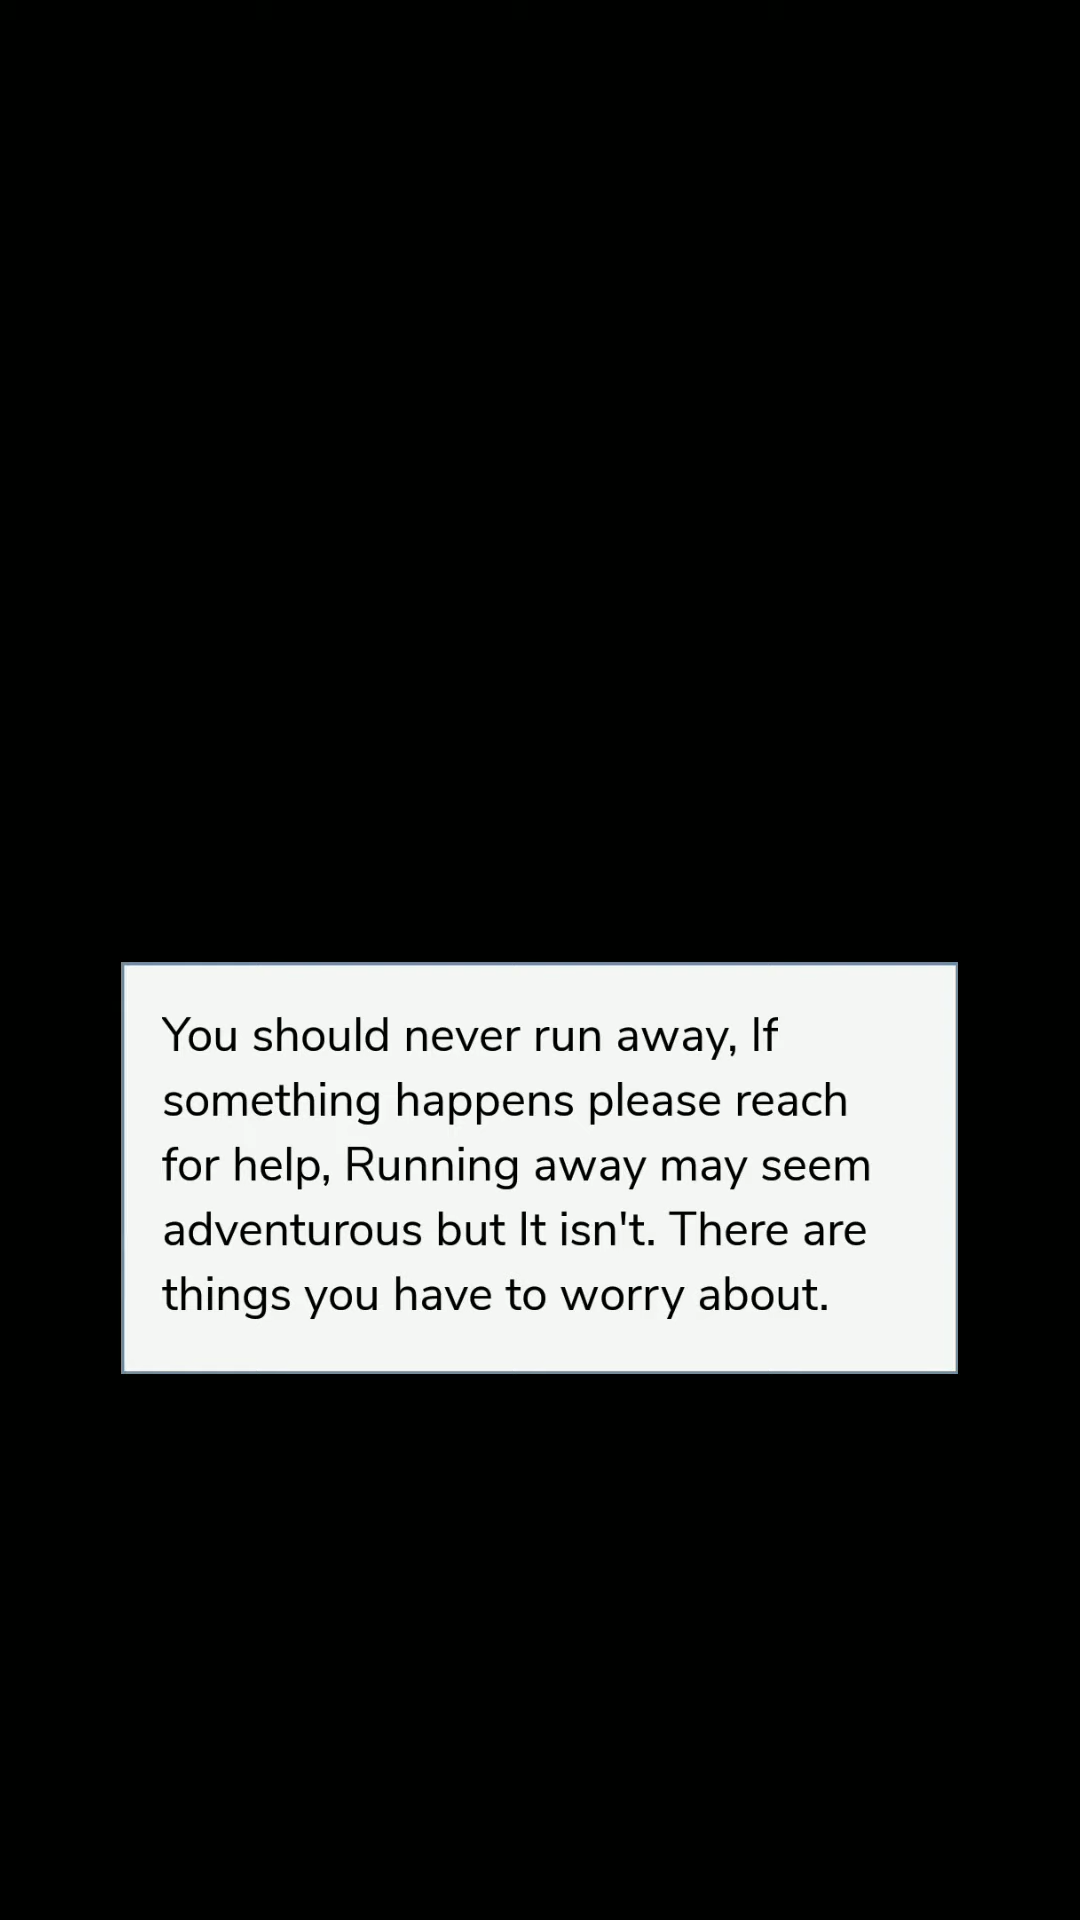 You should never run away, If
something happens please reach
for help, Running away may seem
adventurous but It isn't. There are
things you have to worry about.